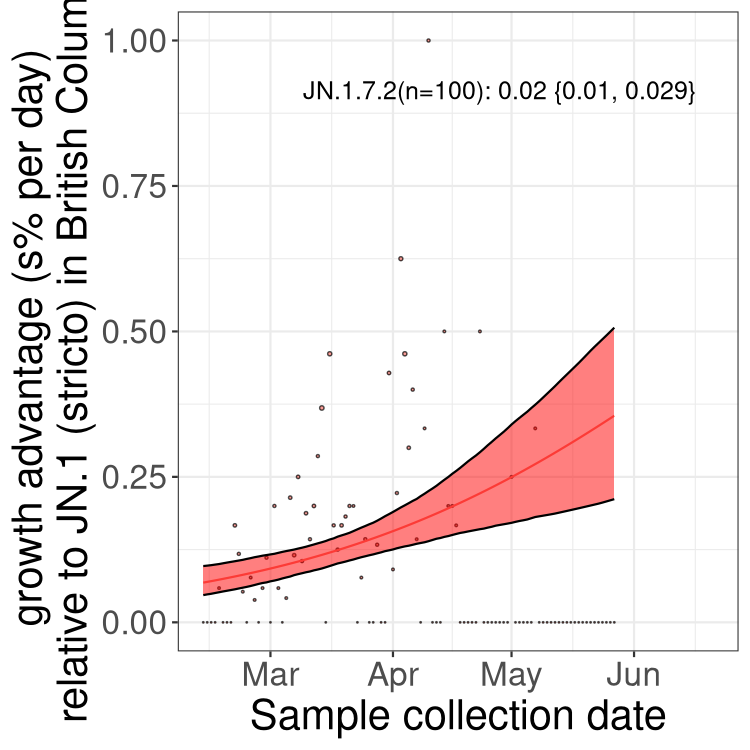 growth advantage (s% per day)
relative to JN.1 (stricto) in British Colum
1.00
0.75
0.50
0.25
0.00
JN.1.7.2(n=100): 0.02 {0.01, 0.029}
Mar
Apr
May
Jun
Sample collection date